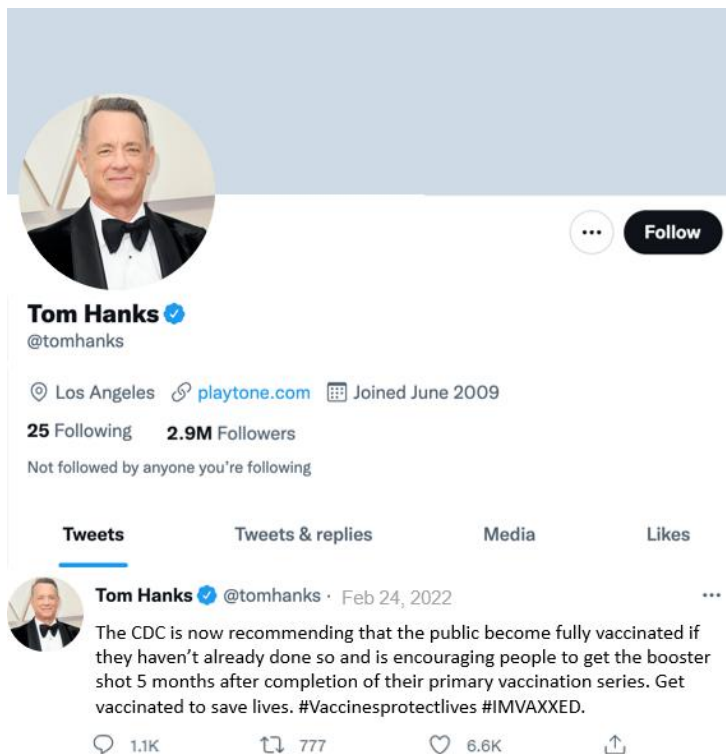 Follow
Tom Hanks
@tomhanks
Los Angeles playtone.com Joined June 2009
25 Following 2.9M Followers
Not followed by anyone you're following
Tweets Tweets & replies Media Likes
Tom Hanks @tomhanks · Feb 24, 2022
The CDC is now recommending that the public become fully vaccinated if
they haven't already done so and is encouraging people to get the booster
shot 5 months after completion of their primary vaccination series. Get
vaccinated to save lives. #Vaccinesprotectlives #IMVAXXED.
1.1K 777 6.6K